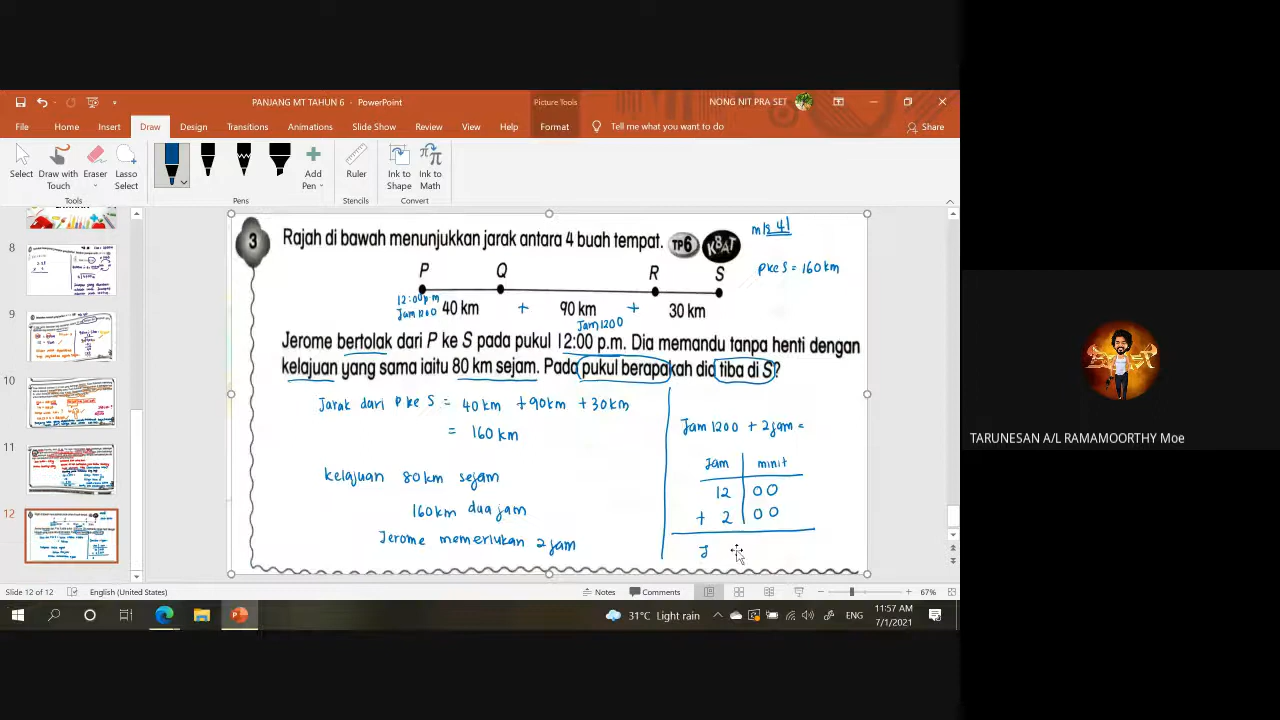 PANJANG MT TAHUN 6 - PowerPoint
Picture Tools
NONG NIT PRA SET
File Home Insert Draw Design Transitions Animations Slide Show Review View Help Format Tell me what you want to do Share
Select Draw with Touch Eraser Lasso Select Add Pen Ruler Ink to Shape Ink to Math
Tools Pens Stencils Convert
3 Rajah di bawah menunjukkan jarak antara 4 buah tempat. TP6 KBAT
m/s 41
P ke S = 160 km
P Q R S
12:00 p.m
Jam 1200
40 km + 90 km + 30 km
Jam 1200
Jerome bertolak dari P ke S pada pukul 12:00 p.m. Dia memandu tanpa henti dengan
kelajuan yang sama iaitu 80 km sejam. Pada pukul berapakah dia tiba di S?
Jarak dari P ke S = 40 km + 90 km + 30 km
= 160 km
kelajuan 80 km sejam
160 km dua jam
Jerome memerlukan 2 jam
Jam 1200 + 2 jam =
Jam minit
12 00
+ 2 00
J
8
9
10
11
12
Slide 12 of 12 English (United States) Notes Comments 67%
31°C Light rain ENG 11:57 AM
7/1/2021
TARUNESAN A/L RAMAMOORTHY Moe